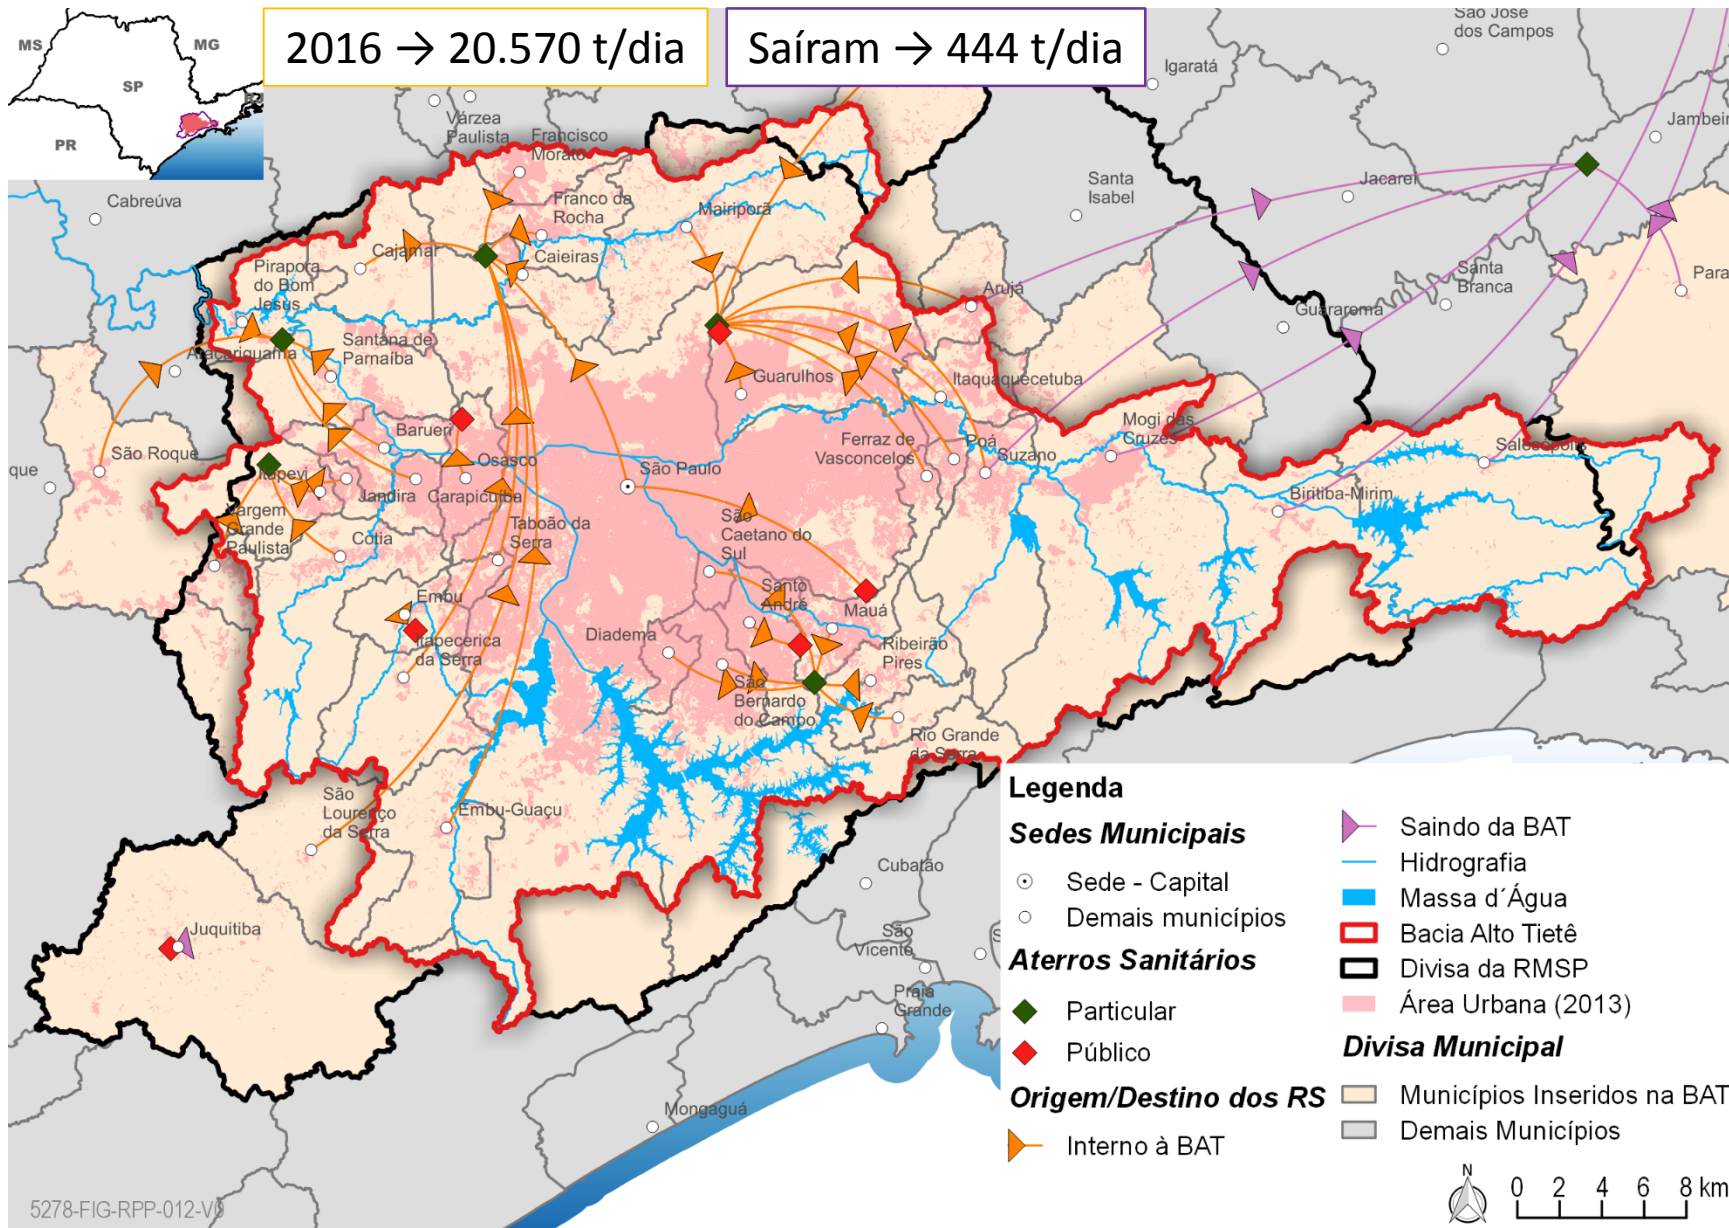 2016 → 20.570 t/dia
Saíram → 444 t/dia
MS
MG
SP
PR
São José
dos Campos
Igaratá
Várzea
Paulista
Francisco
Morato
Jambeir
Cabreúva
Franco da
Rocha
Mairiporã
Santa
Isabel
Jacareí
Cajamar
Caieiras
Pirapora
do Bom
Jesus
Santa
Branca
Para
Arujá
Guararema
Araçariguama
Santana de
Parnaíba
Guarulhos
Itaquaquecetuba
Barueri
Mogi das
Cruzes
São Roque
que
Itapevi
Osasco
São Paulo
Ferraz de
Vasconcelos
Poá
Suzano
Salesópolis
Jandira
Carapicuíba
Biritiba-Mirim
Vargem
Grande
Paulista
Cotia
Taboão da
Serra
São
Caetano do
Sul
Embu
Santo
André
Mauá
Itapecerica
da Serra
Diadema
Ribeirão
Pires
São
Bernardo
do Campo
Rio Grande
da Serra
São
Lourenço
da Serra
Embu-Guaçu
Juquitiba
Cubatão
São
Vicente
S
Praia
Grande
Mongaguá
Legenda
Sedes Municipais
Sede - Capital
Demais municípios
Aterros Sanitários
Particular
Público
Origem/Destino dos RS
Interno à BAT
Saindo da BAT
Hidrografia
Massa d´Água
Bacia Alto Tietê
Divisa da RMSP
Área Urbana (2013)
Divisa Municipal
Municípios Inseridos na BAT
Demais Municípios
N
0 2 4 6 8 km
5278-FIG-RPP-012-V0